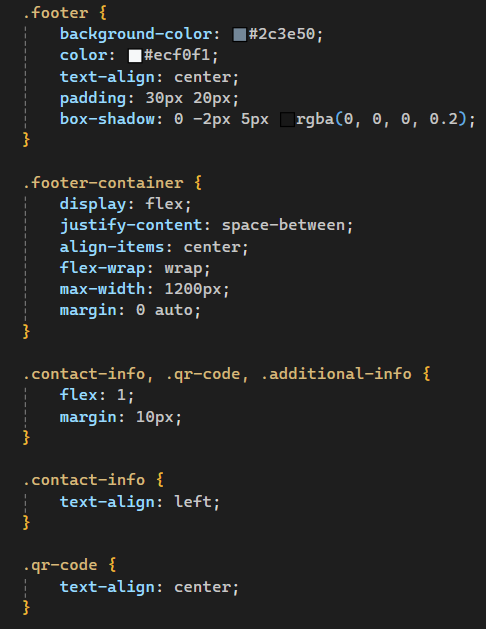 .footer {
    background-color: #2c3e50;
    color: #ecf0f1;
    text-align: center;
    padding: 30px 20px;
    box-shadow: 0 -2px 5px rgba(0, 0, 0, 0.2);
}

.footer-container {
    display: flex;
    justify-content: space-between;
    align-items: center;
    flex-wrap: wrap;
    max-width: 1200px;
    margin: 0 auto;
}

.contact-info, .qr-code, .additional-info {
    flex: 1;
    margin: 10px;
}

.contact-info {
    text-align: left;
}

.qr-code {
    text-align: center;
}